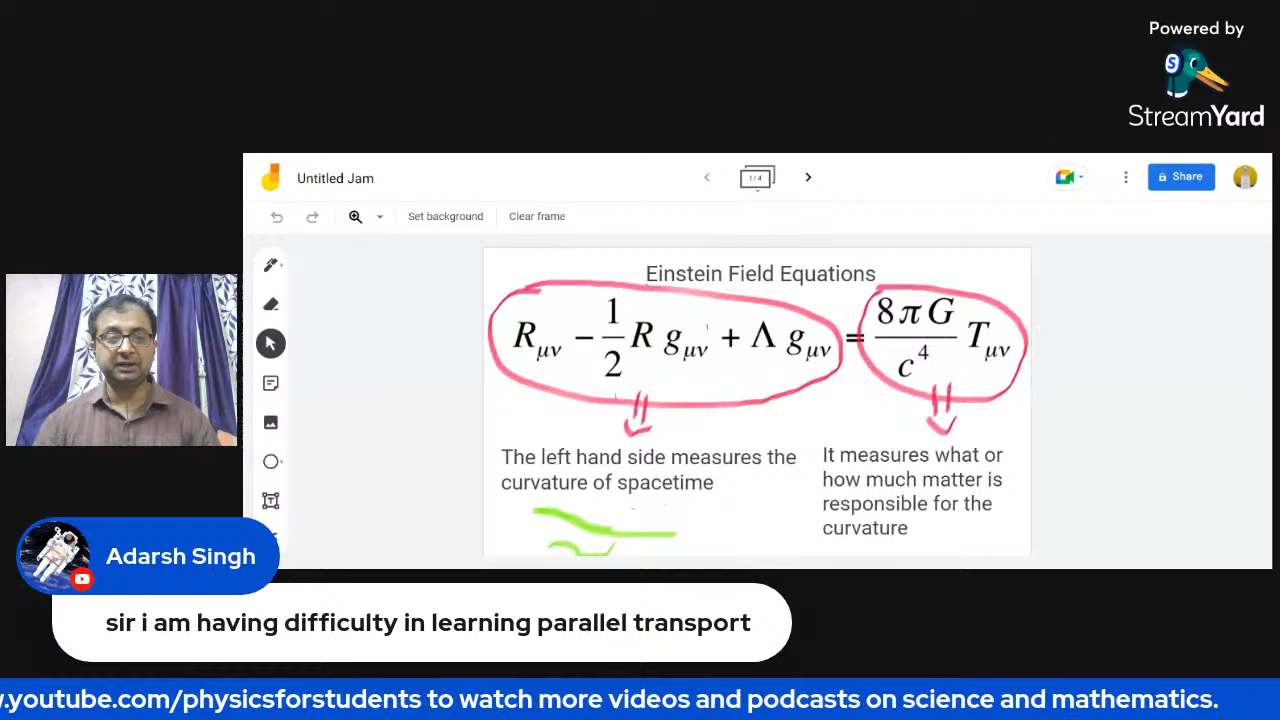 Powered by
StreamYard
Untitled Jam
1 / 4
Share
Set background
Clear frame
Einstein Field Equations
R_{μν} − \frac{1}{2} R g_{μν} + Λ g_{μν} = \frac{8πG}{c^4} T_{μν}
The left hand side measures the
curvature of spacetime
It measures what or
how much matter is
responsible for the
curvature
Adarsh Singh
sir i am having difficulty in learning parallel transport
.youtube.com/physicsforstudents to watch more videos and podcasts on science and mathematics.